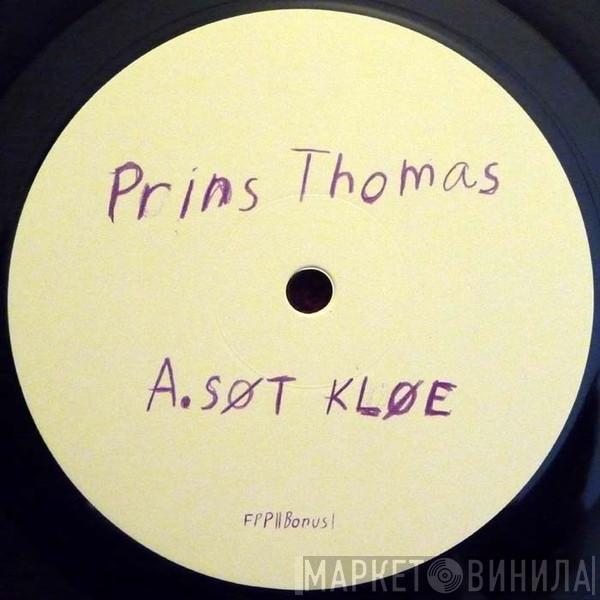 Prins Thomas
A. SØT KLØE
FPP11Bonus1
МАРКЕТ ВИНИЛА